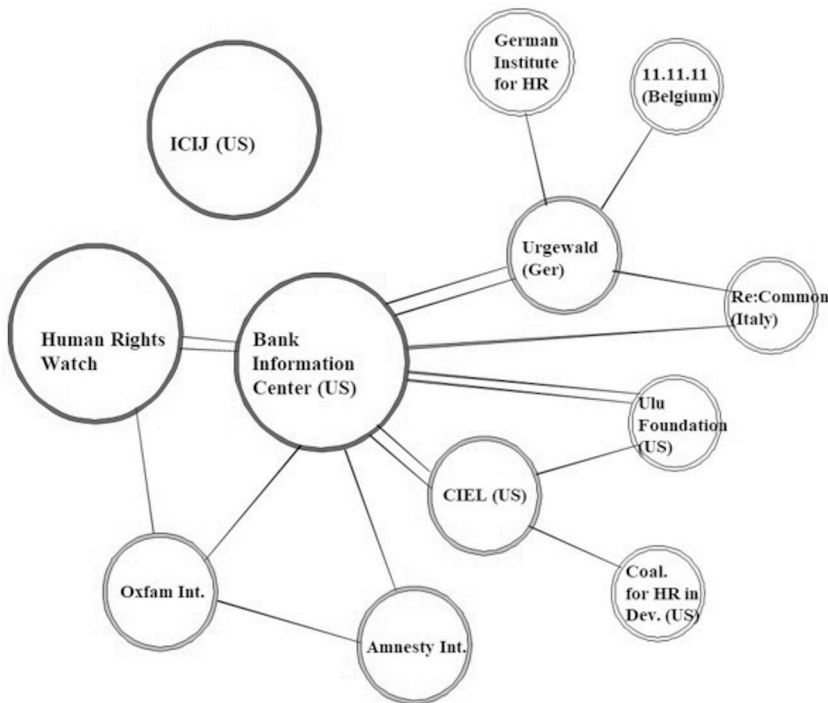 German
Institute
for HR
11.11.11
(Belgium)
ICIJ (US)
Urgewald
(Ger)
Re:Common
(Italy)
Human Rights
Watch
Bank
Information
Center (US)
Ulu
Foundation
(US)
CIEL (US)
Coal.
for HR in
Dev. (US)
Oxfam Int.
Amnesty Int.